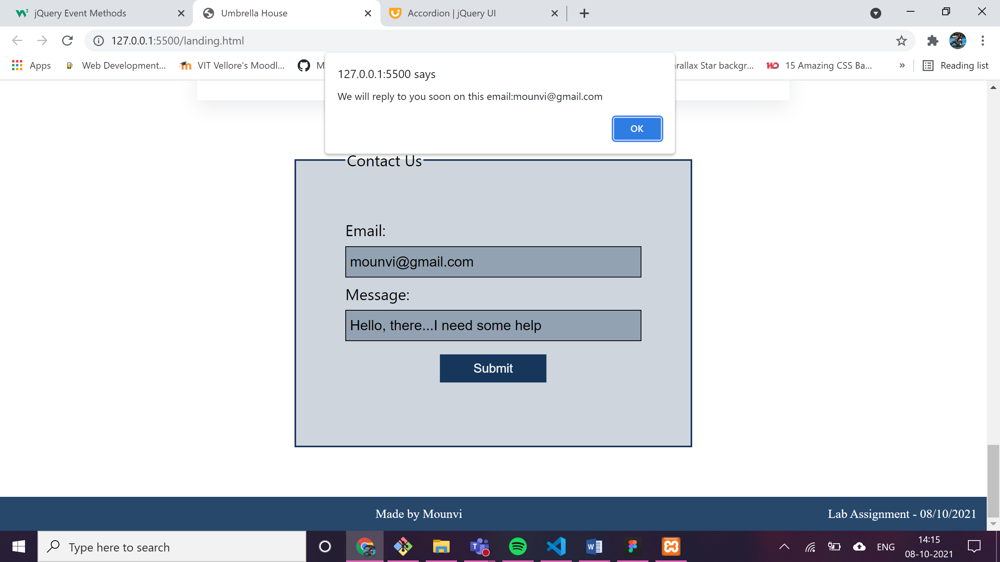 jQuery Event Methods
Umbrella House
Accordion | jQuery UI
127.0.0.1:5500/landing.html
Apps
Web Development...
VIT Vellore's Moodl...
M
rallax Star backgr...
15 Amazing CSS Ba...
»
Reading list
127.0.0.1:5500 says
We will reply to you soon on this email:mounvi@gmail.com
OK
Contact Us
Email:
mounvi@gmail.com
Message:
Hello, there...I need some help
Submit
Made by Mounvi
Lab Assignment - 08/10/2021
Type here to search
ENG
14:15
08-10-2021